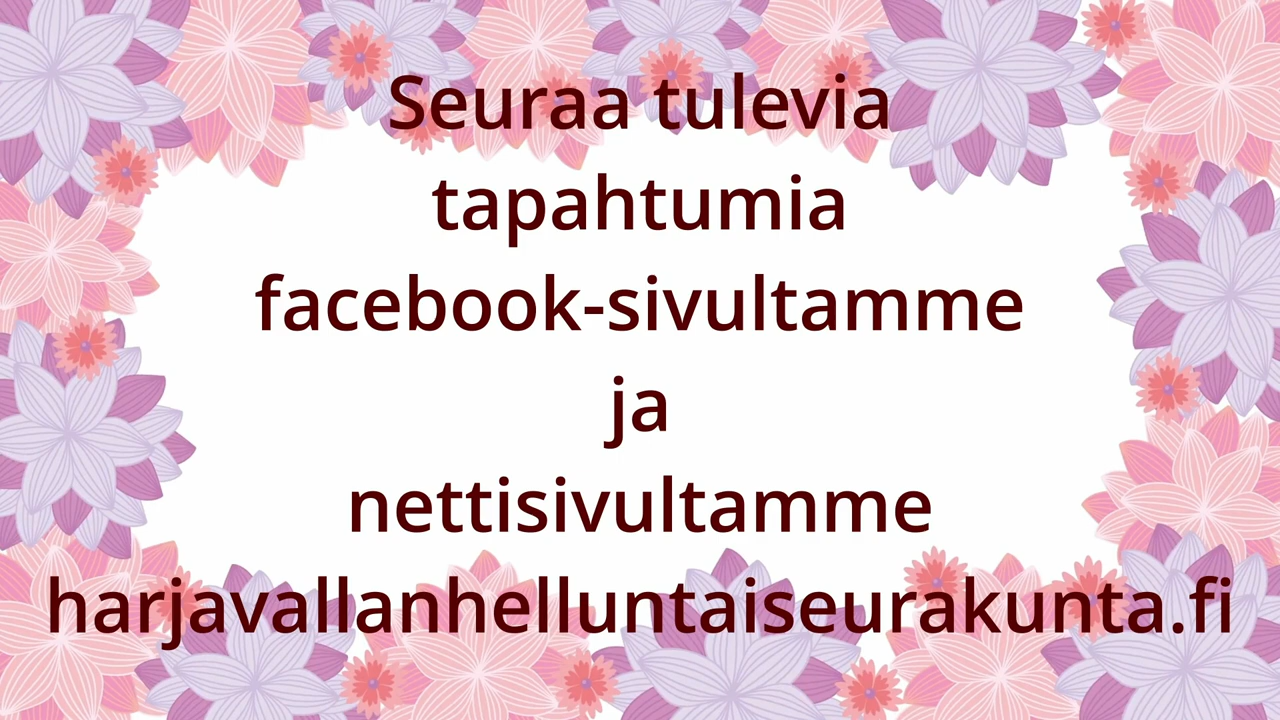 Seuraa tulevia
tapahtumia
facebook-sivultamme
ja
nettisivultamme
harjavallanhelluntaiseurakunta.fi